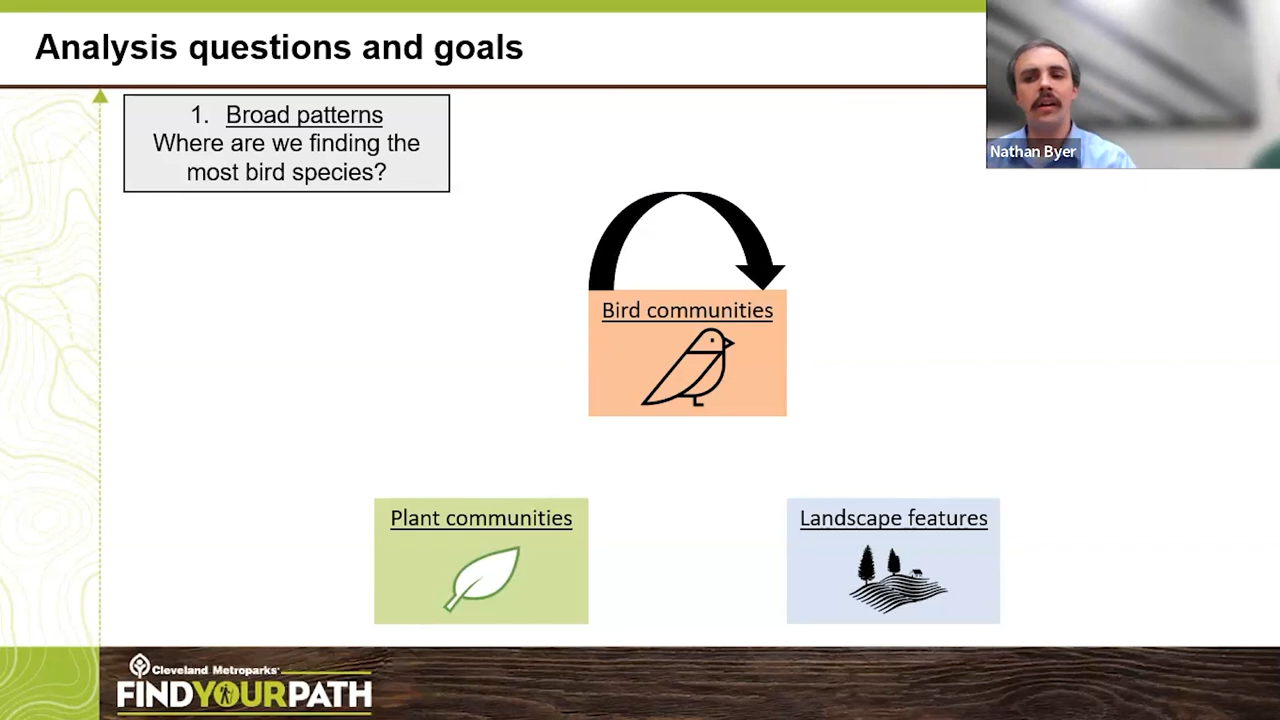 Analysis questions and goals
Nathan Byer
1. Broad patterns
Where are we finding the
most bird species?
Bird communities
Plant communities
Landscape features
Cleveland Metroparks
FINDYOURPATH